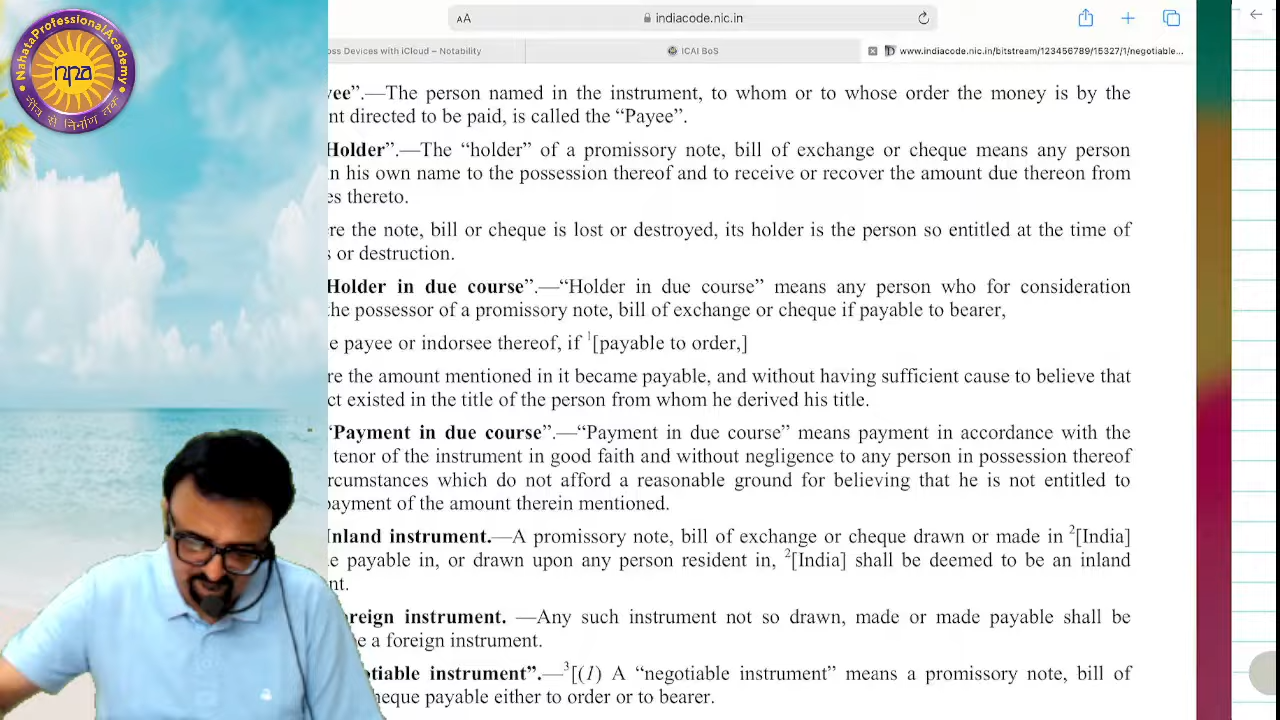 NahataProfessionalAcademy
npa
नींव से निर्माण तक
AA
indiacode.nic.in
oss Devices with iCloud – Notability
ICAI BoS
www.indiacode.nic.in/bitstream/123456789/15327/1/negotiable...
yee”.—The person named in the instrument, to whom or to whose order the money is by the
nt directed to be paid, is called the “Payee”.
Holder”.—The “holder” of a promissory note, bill of exchange or cheque means any person
n his own name to the possession thereof and to receive or recover the amount due thereon from
es thereto.
ere the note, bill or cheque is lost or destroyed, its holder is the person so entitled at the time of
s or destruction.
Holder in due course”.—“Holder in due course” means any person who for consideration
the possessor of a promissory note, bill of exchange or cheque if payable to bearer,
e payee or indorsee thereof, if 1[payable to order,]
re the amount mentioned in it became payable, and without having sufficient cause to believe that
ct existed in the title of the person from whom he derived his title.
“Payment in due course”.—“Payment in due course” means payment in accordance with the
tenor of the instrument in good faith and without negligence to any person in possession thereof
rcumstances which do not afford a reasonable ground for believing that he is not entitled to
payment of the amount therein mentioned.
Inland instrument.—A promissory note, bill of exchange or cheque drawn or made in 2[India]
e payable in, or drawn upon any person resident in, 2[India] shall be deemed to be an inland
nt.
oreign instrument. —Any such instrument not so drawn, made or made payable shall be
be a foreign instrument.
otiable instrument”.—3[(1) A “negotiable instrument” means a promissory note, bill of
cheque payable either to order or to bearer.